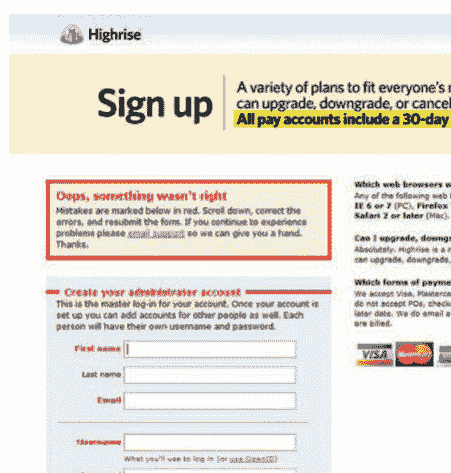 Highrise
Sign up
A variety of plans to fit everyone's
can upgrade, downgrade, or cancel
All pay accounts include a 30-day
Oops, something wasn't right
Mistakes are marked below in red. Scroll down, correct the
errors, and resubmit the form. If you continue to experience
problems please email support so we can give you a hand.
Thanks.
Create your administrator account
This is the master log-in for your account. Once your account is
set up you can add accounts for other people as well. Each
person will have their own username and password.
First name
Last name
Email
Username
What you'll use to log in (or use OpenID)
Which web browsers w
Any of the following web
IE 6 or 7 (PC), Firefox
Safari 2 or later (Mac).
Can I upgrade, downg
Absolutely. Highrise is a
can upgrade, downgrade,
Which forms of payme
We accept Visa, Masterca
do not accept POs, check
later date. We do email a
are billed.
VISA
MasterCard